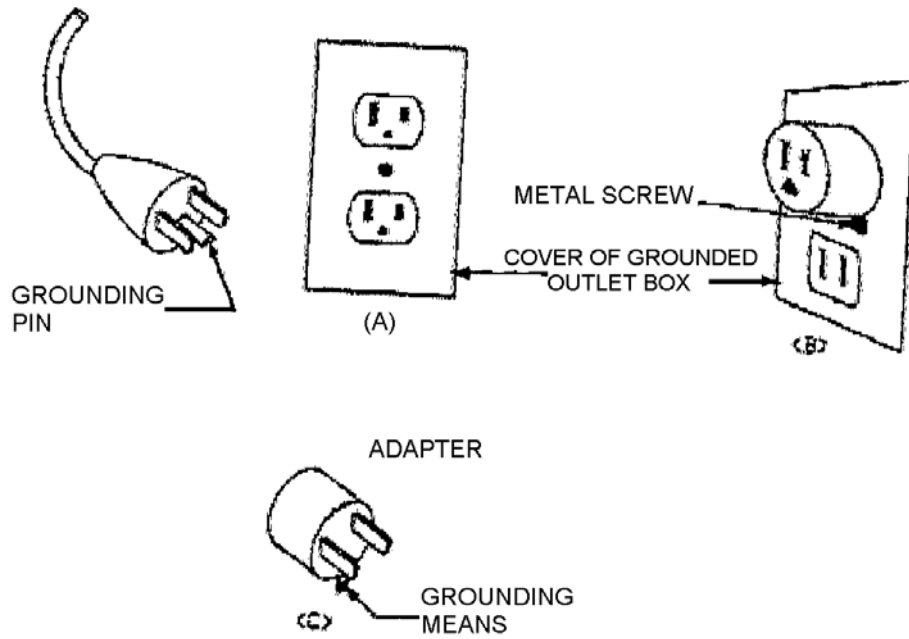 GROUNDING
PIN
(A)
METAL SCREW
COVER OF GROUNDED
OUTLET BOX
(B)
ADAPTER
(C)
GROUNDING
MEANS